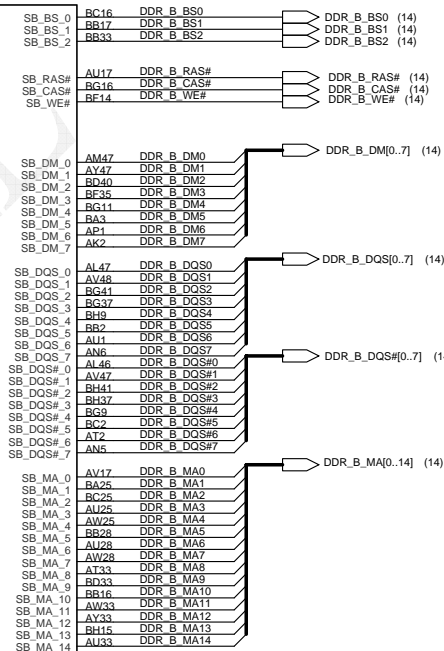 SB_BS_0 BC16 DDR_B_BS0 DDR_B_BS0 (14)
SB_BS_1 BB17 DDR_B_BS1 DDR_B_BS1 (14)
SB_BS_2 BB33 DDR_B_BS2 DDR_B_BS2 (14)
SB_RAS# AU17 DDR_B_RAS# DDR_B_RAS# (14)
SB_CAS# BG16 DDR_B_CAS# DDR_B_CAS# (14)
SB_WE# BF14 DDR_B_WE# DDR_B_WE# (14)
DDR_B_DM[0..7] (14)
SB_DM_0 AM47 DDR_B_DM0
SB_DM_1 AY47 DDR_B_DM1
SB_DM_2 BD40 DDR_B_DM2
SB_DM_3 BF35 DDR_B_DM3
SB_DM_4 BG11 DDR_B_DM4
SB_DM_5 BA3 DDR_B_DM5
SB_DM_6 AP1 DDR_B_DM6
SB_DM_7 AK2 DDR_B_DM7
DDR_B_DQS[0..7] (14)
SB_DQS_0 AL47 DDR_B_DQS0
SB_DQS_1 AV48 DDR_B_DQS1
SB_DQS_2 BG41 DDR_B_DQS2
SB_DQS_3 BG37 DDR_B_DQS3
SB_DQS_4 BH9 DDR_B_DQS4
SB_DQS_5 BB2 DDR_B_DQS5
SB_DQS_6 AU1 DDR_B_DQS6
SB_DQS_7 AN6 DDR_B_DQS7
DDR_B_DQS#[0..7] (1
SB_DQS#_0 AL46 DDR_B_DQS#0
SB_DQS#_1 AV47 DDR_B_DQS#1
SB_DQS#_2 BH41 DDR_B_DQS#2
SB_DQS#_3 BH37 DDR_B_DQS#3
SB_DQS#_4 BG9 DDR_B_DQS#4
SB_DQS#_5 BC2 DDR_B_DQS#5
SB_DQS#_6 AT2 DDR_B_DQS#6
SB_DQS#_7 AN5 DDR_B_DQS#7
DDR_B_MA[0..14] (14)
SB_MA_0 AV17 DDR_B_MA0
SB_MA_1 BA25 DDR_B_MA1
SB_MA_2 BC25 DDR_B_MA2
SB_MA_3 AU25 DDR_B_MA3
SB_MA_4 AW25 DDR_B_MA4
SB_MA_5 BB28 DDR_B_MA5
SB_MA_6 AU28 DDR_B_MA6
SB_MA_7 AW28 DDR_B_MA7
SB_MA_8 AT33 DDR_B_MA8
SB_MA_9 BD33 DDR_B_MA9
SB_MA_10 BB16 DDR_B_MA10
SB_MA_11 AW33 DDR_B_MA11
SB_MA_12 AY33 DDR_B_MA12
SB_MA_13 BH15 DDR_B_MA13
SB_MA_14 AU33 DDR_B_MA14